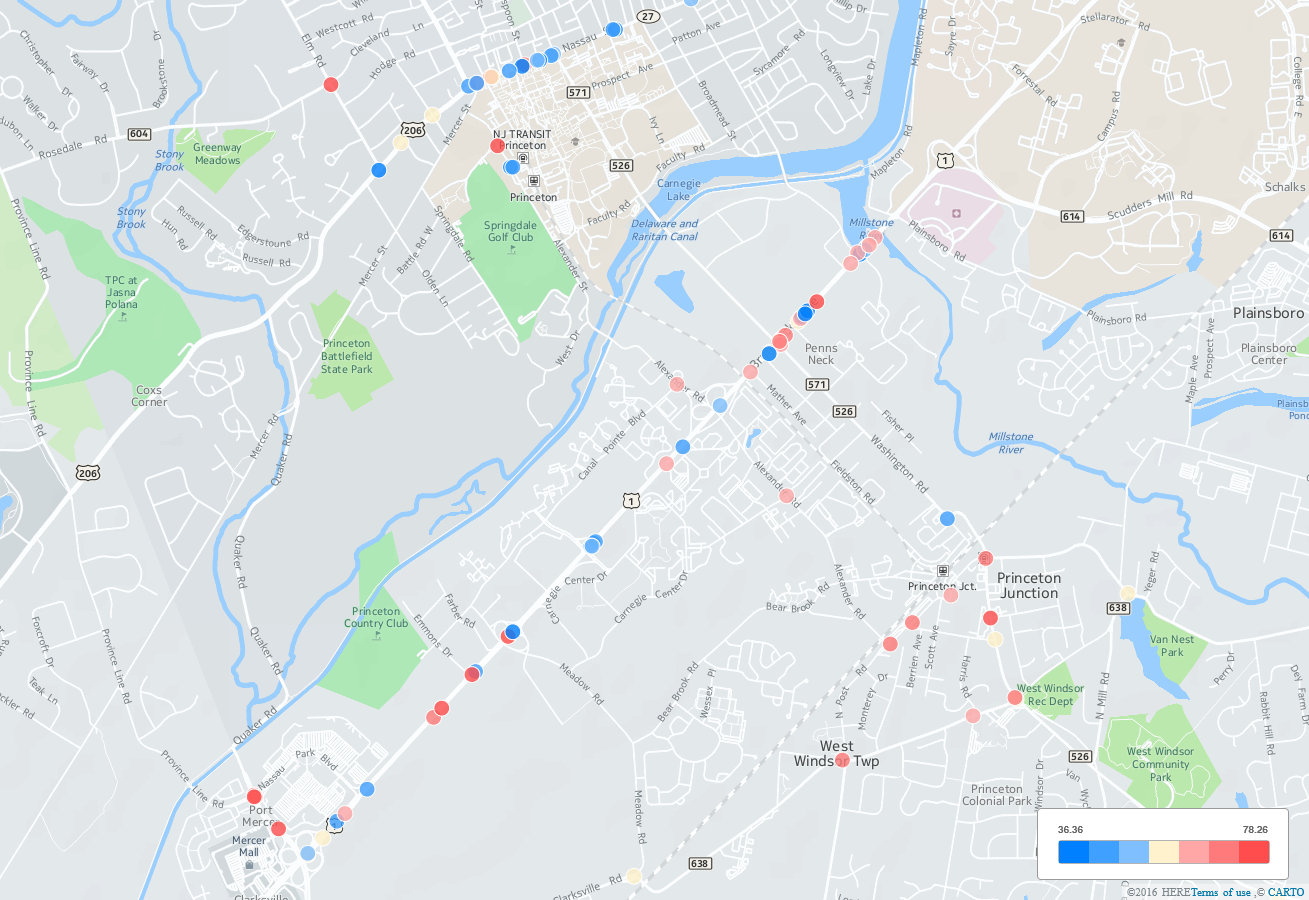 Westcott Rd
Cleveland Ln
Hodge Rd
Elm Rd
Christopher Dr
Fairway Dr
Walker Dr
Brookstone Dr
Nassau
27
Patton Ave
Prospect Ave
571
Sycamore Rd
Longview Dr
Lake Dr
Mapleton Rd
Sayre Dr
Stellarator Rd
Forrestal Rd
Campus Rd
College Rd E
604
Rosedale Rd
Stony
Brook
Greenway
Meadows
206
Mercer St
NJ TRANSIT
Princeton
526
Ivy Ln
Broadmead St
Faculty Rd
Princeton
Carnegie
Lake
Mapleton Rd
1
Schalks
614
Scudders Mill Rd
614
Stony
Brook
Russell Rd
Hun Rd
Edgerstoune Rd
Russell Rd
Province Line Rd
Springdale Rd
Battle Rd W
Mercer St
Olden Ln
Springdale
Golf Club
Alexander St
Faculty Rd
Delaware and
Raritan Canal
Millstone
Plainsboro Rd
TPC at
Jasna
Polana
Princeton
Battlefield
State Park
West Dr
Plainsboro
Plainsboro Rd
Plainsboro
Center
Prospect Ave
Maple Ave
Penns
Neck
Province Line Rd
Coxs
Corner
571
526
Mather Ave
Fisher Pl
Washington Rd
Fieldston Rd
Canal Pointe Blvd
Millstone
River
Mercer Rd
Quaker Rd
206
1
Quaker Rd
Center Dr
Carnegie
Carnegie Center Dr
Farber Rd
Emmons Dr
Princeton
Country Club
Alexander Rd
Bear Brook Rd
Princeton Jct.
Princeton
Junction
638
Yeger Rd
Van Nest
Park
Foxcroft Dr
Teak Ln
Province Line Rd
Quaker Rd
Meadow Rd
Bear Brook Rd
Wessex Pl
N Post Rd
Monterey Dr
Berrien Ave
Scott Ave
Harris Rd
West Windsor
Rec Dept
N Mill Rd
Perry Dr
Rabbit Hill Rd
Dey Farm Dr
Quaker Rd
West
Windsor Twp
526
West Windsor
Community
Park
Princeton
Colonial Park
Windsor Dr
Province Line Rd
Nassau Park Blvd
Port
Mercer
Mercer
Mall
Meadow Rd
638
Clarksville Rd
Clarksville
36.36 78.26
©2016 HERE Terms of use ,© CARTO